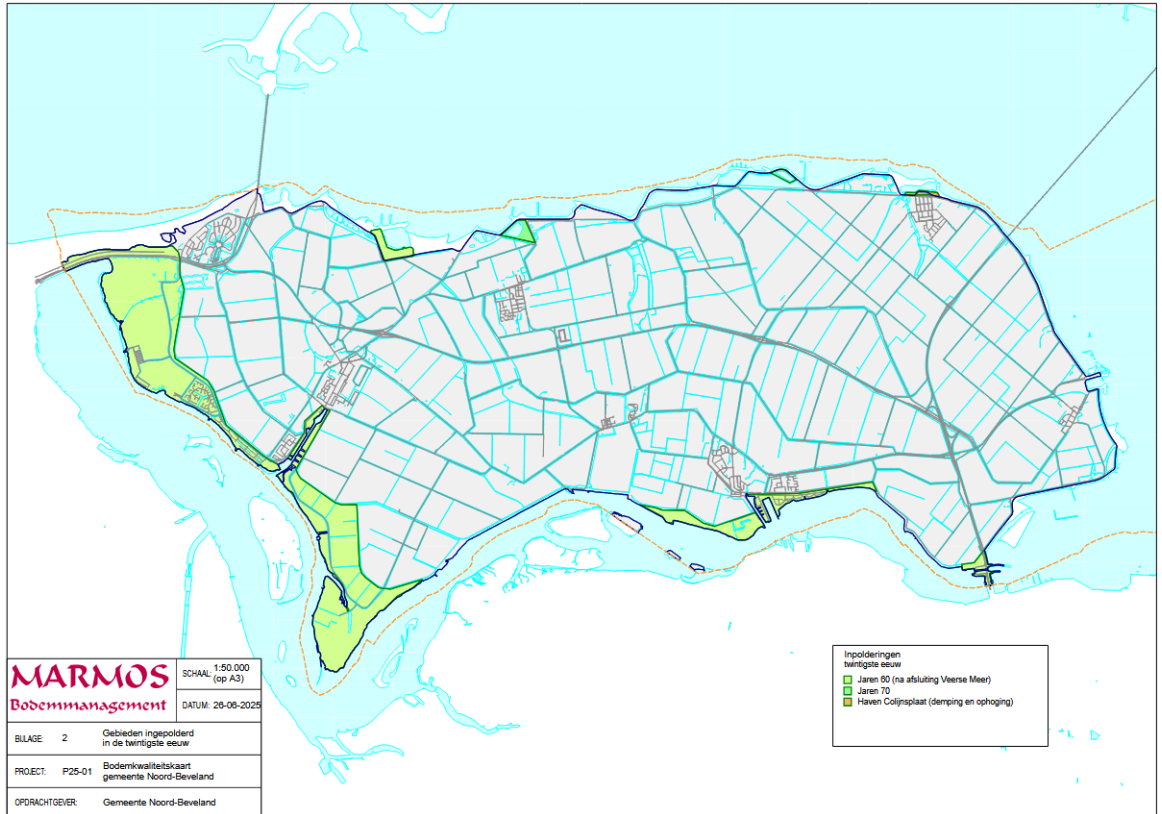 MARMOS
Bodemmanagement
SCHAAL: 1:50.000
(op A3)
DATUM: 26-06-2025
BIJLAGE: 2 Gebieden ingepolderd
in de twintigste eeuw
PROJECT: P25-01 Bodemkwaliteitskaart
gemeente Noord-Beveland
OPDRACHTGEVER: Gemeente Noord-Beveland
Inpolderingen
twintigste eeuw
Jaren 60 (na afsluiting Veerse Meer)
Jaren 70
Haven Colijnsplaat (demping en ophoging)